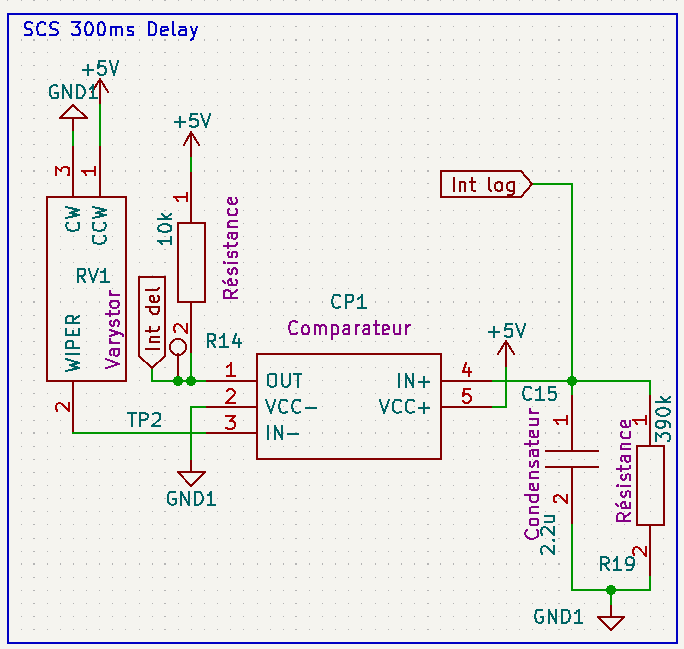 SCS 300ms Delay
+5V
GND1
3
1
CW
CCW
RV1
WIPER
Varystor
2
+5V
1
10k
Résistance
2
R14
Int del
TP2
CP1
Comparateur
1
OUT
2
VCC-
3
IN-
IN+
4
VCC+
5
GND1
+5V
Int log
C15
1
Condensateur
2
2.2u
1
390k
Résistance
2
R19
GND1